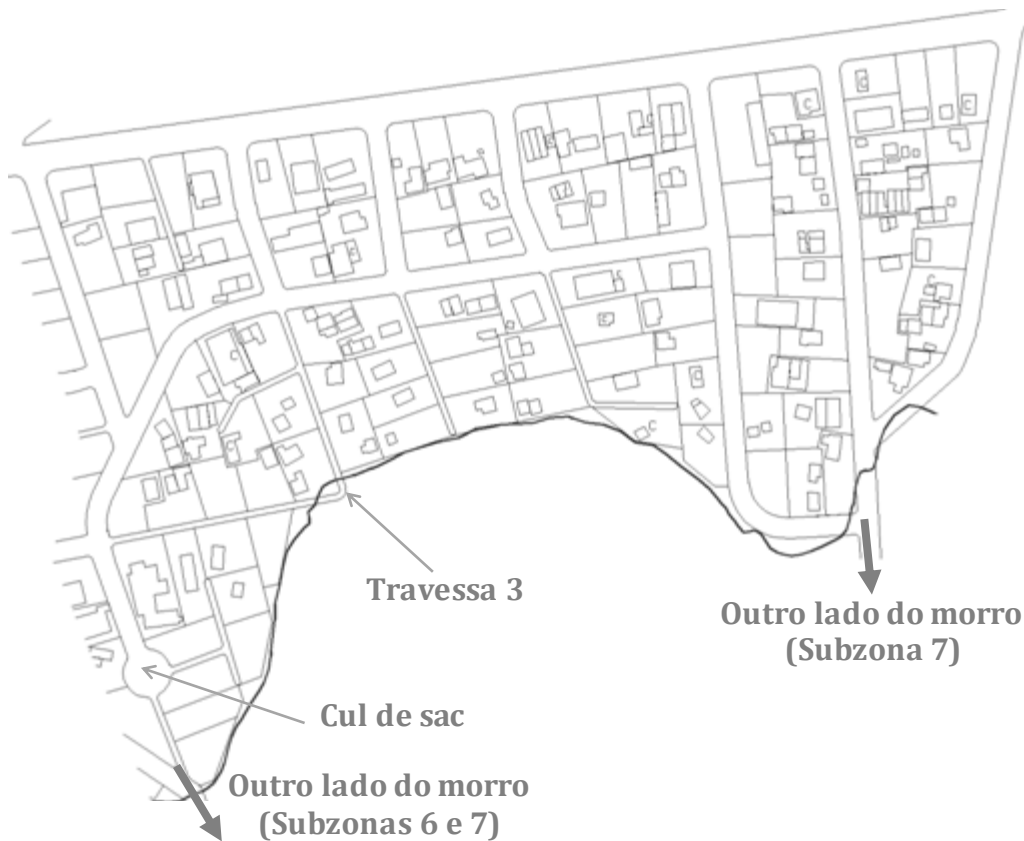 Travessa 3
Outro lado do morro
(Subzona 7)
Cul de sac
Outro lado do morro
(Subzonas 6 e 7)